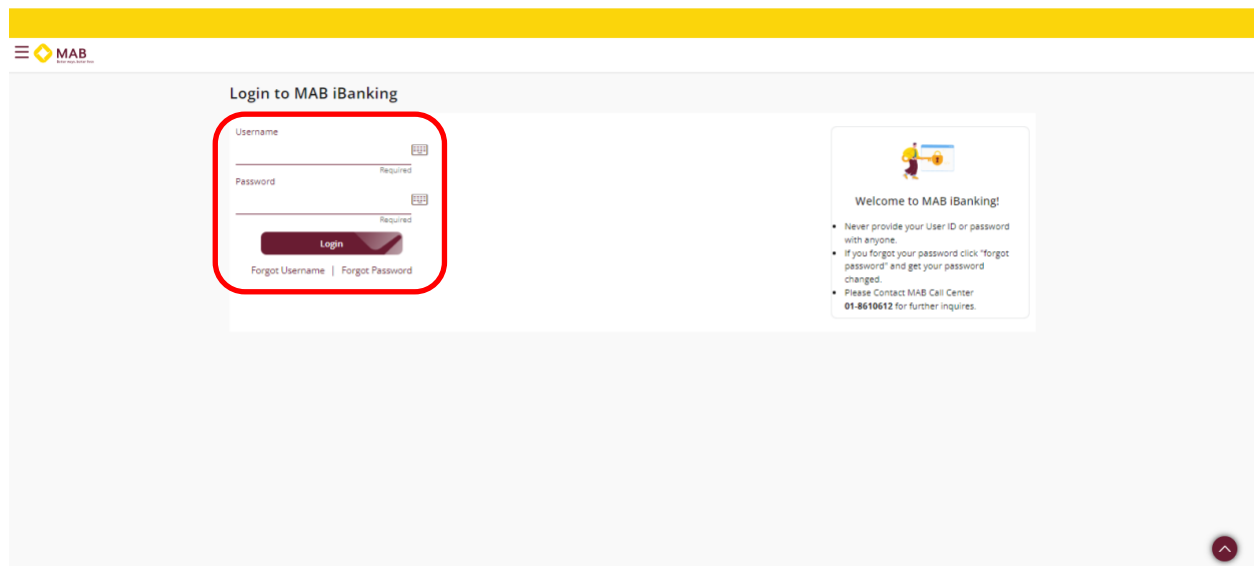 MAB
Login to MAB iBanking
Username
Required
Password
Required
Login
Forgot Username | Forgot Password
Welcome to MAB iBanking!
• Never provide your User ID or password
with anyone.
• If you forgot your password click "forgot
password" and get your password
changed.
• Please Contact MAB Call Center
01-8610612 for further inquires.